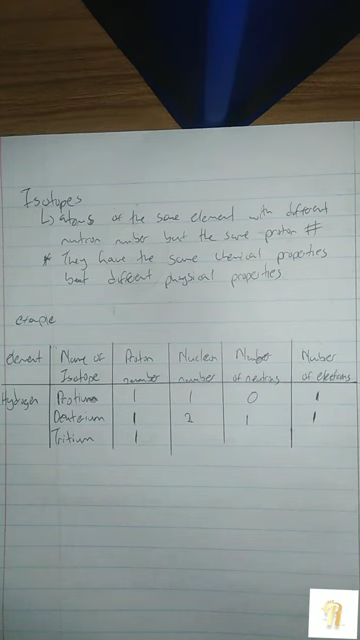 Isotopes
↳ atoms of the same element with different
nutron number but the same proton #
* They have the same chemical properties
but different physical properties
example
element | Name of Isotope | Proton number | Nucleon number | Number of neutrons | Number of electrons
Hydrogen | Protium | 1 | 1 | 0 | 1
Deuterium | 1 | 2 | 1 | 1
Tritium | 1